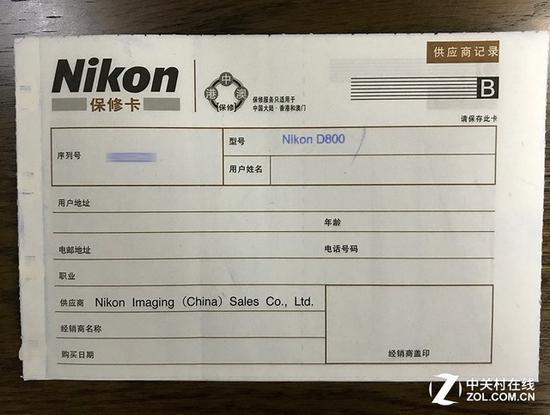 供应商记录
Nikon
保修卡
中
港 澳
保修
保修服务只适用于
中国大陆·香港和澳门
B
请保存此卡
序列号
型号 Nikon D800
用户姓名
用户地址
年龄
电邮地址 电话号码
职业
供应商 Nikon Imaging (China) Sales Co., Ltd.
经销商名称
购买日期
经销商盖印
中关村在线
ZOL.COM.CN